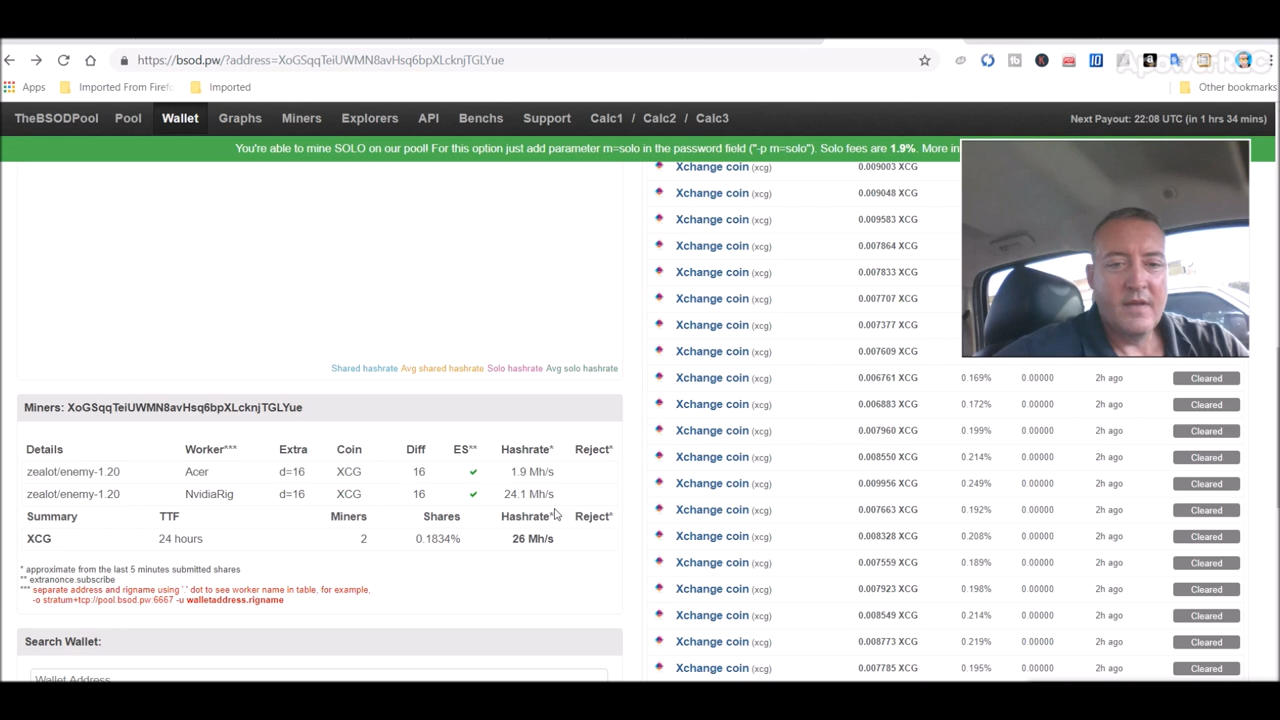 ApowerREC
https://bsod.pw/?address=XoGSqqTeiUWMN8avHsq6bpXLcknjTGLYue
Apps
Imported From Firef
Imported
Other bookmarks
TheBSODPool Pool Wallet Graphs Miners Explorers API Benchs Support Calc1 / Calc2 / Calc3 Next Payout: 22:08 UTC (in 1 hrs 34 mins)
You're able to mine SOLO on our pool! For this option just add parameter m=solo in the password field ("-p m=solo"). Solo fees are 1.9%. More in
Shared hashrate Avg shared hashrate Solo hashrate Avg solo hashrate
Miners: XoGSqqTeiUWMN8avHsq6bpXLcknjTGLYue
Details Worker*** Extra Coin Diff ES** Hashrate* Reject*
zealot/enemy-1.20 Acer d=16 XCG 16 1.9 Mh/s
zealot/enemy-1.20 NvidiaRig d=16 XCG 16 24.1 Mh/s
Summary TTF Miners Shares Hashrate* Reject*
XCG 24 hours 2 0.1834% 26 Mh/s
* approximate from the last 5 minutes submitted shares
** extranonce.subscribe
*** separate address and rigname using '.' dot to see worker name in table, for example,
-o stratum+tcp://pool.bsod.pw:6667 -u walletaddress.rigname
Search Wallet:
Wallet Address
Xchange coin (xcg) 0.009003 XCG
Xchange coin (xcg) 0.009048 XCG
Xchange coin (xcg) 0.009583 XCG
Xchange coin (xcg) 0.007864 XCG
Xchange coin (xcg) 0.007833 XCG
Xchange coin (xcg) 0.007707 XCG
Xchange coin (xcg) 0.007377 XCG
Xchange coin (xcg) 0.007609 XCG
Xchange coin (xcg) 0.006761 XCG 0.169% 0.00000 2h ago Cleared
Xchange coin (xcg) 0.006883 XCG 0.172% 0.00000 2h ago Cleared
Xchange coin (xcg) 0.007960 XCG 0.199% 0.00000 2h ago Cleared
Xchange coin (xcg) 0.008550 XCG 0.214% 0.00000 2h ago Cleared
Xchange coin (xcg) 0.009956 XCG 0.249% 0.00000 2h ago Cleared
Xchange coin (xcg) 0.007663 XCG 0.192% 0.00000 2h ago Cleared
Xchange coin (xcg) 0.008328 XCG 0.208% 0.00000 2h ago Cleared
Xchange coin (xcg) 0.007559 XCG 0.189% 0.00000 2h ago Cleared
Xchange coin (xcg) 0.007923 XCG 0.198% 0.00000 2h ago Cleared
Xchange coin (xcg) 0.008549 XCG 0.214% 0.00000 2h ago Cleared
Xchange coin (xcg) 0.008773 XCG 0.219% 0.00000 2h ago Cleared
Xchange coin (xcg) 0.007785 XCG 0.195% 0.00000 2h ago Cleared